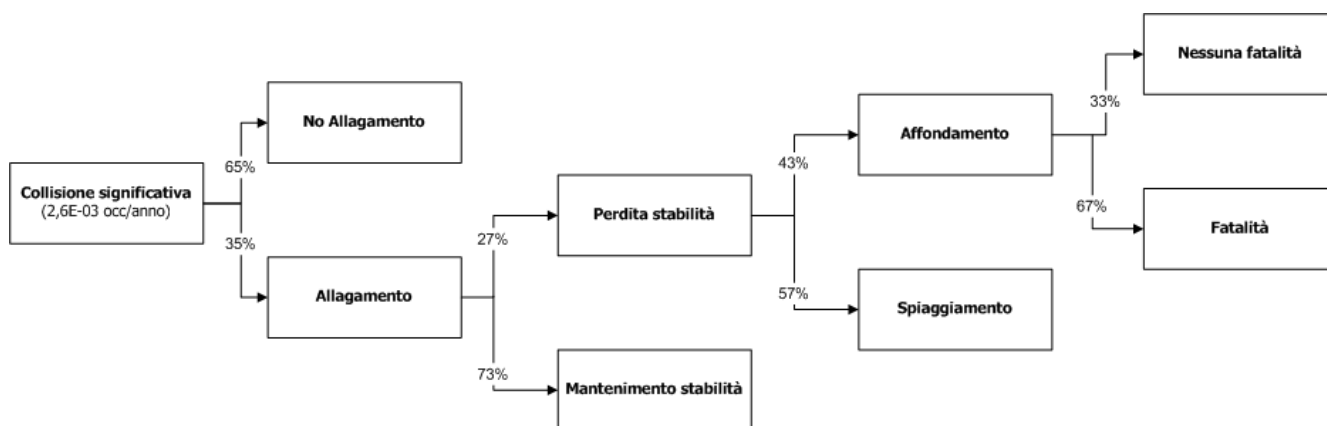 Collisione significativa
(2,6E-03 occ/anno)
65%
35%
No Allagamento
Allagamento
27%
73%
Perdita stabilità
Mantenimento stabilità
43%
57%
Affondamento
Spiaggiamento
33%
67%
Nessuna fatalità
Fatalità